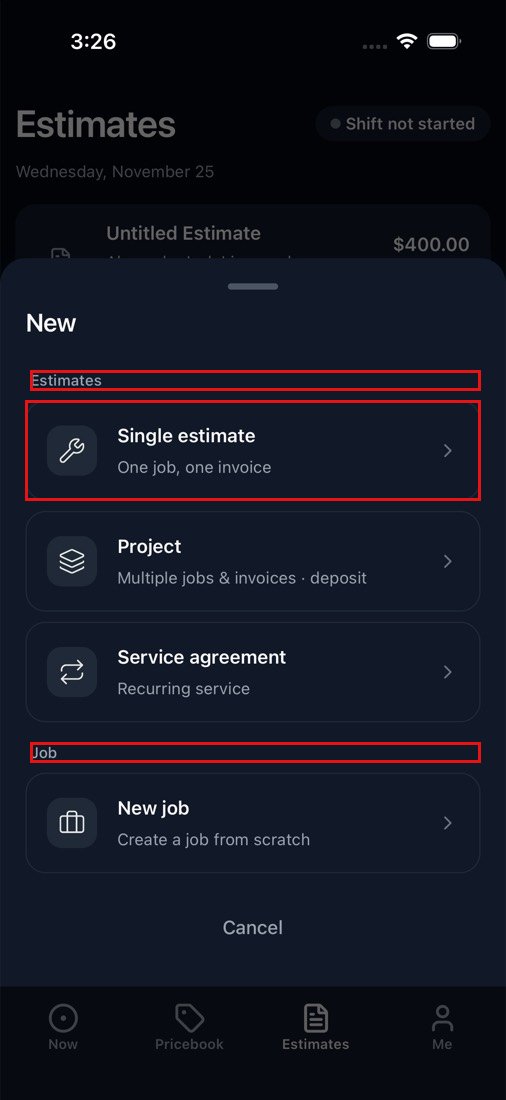 3:26
Estimates
Shift not started
Wednesday, November 25
Untitled Estimate
$400.00
New
Estimates
Single estimate
One job, one invoice
Project
Multiple jobs & invoices · deposit
Service agreement
Recurring service
Job
New job
Create a job from scratch
Cancel
Now
Pricebook
Estimates
Me